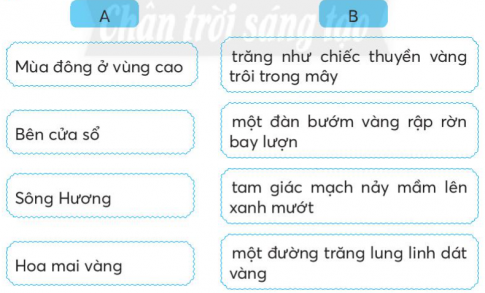 A
B
Chân trời sáng tạo
Mùa đông ở vùng cao
trăng như chiếc thuyền vàng
trôi trong mây
Bên cửa sổ
một đàn bướm vàng rập rờn
bay lượn
Sông Hương
tam giác mạch nảy mầm lên
xanh mướt
Hoa mai vàng
một đường trăng lung linh dát
vàng